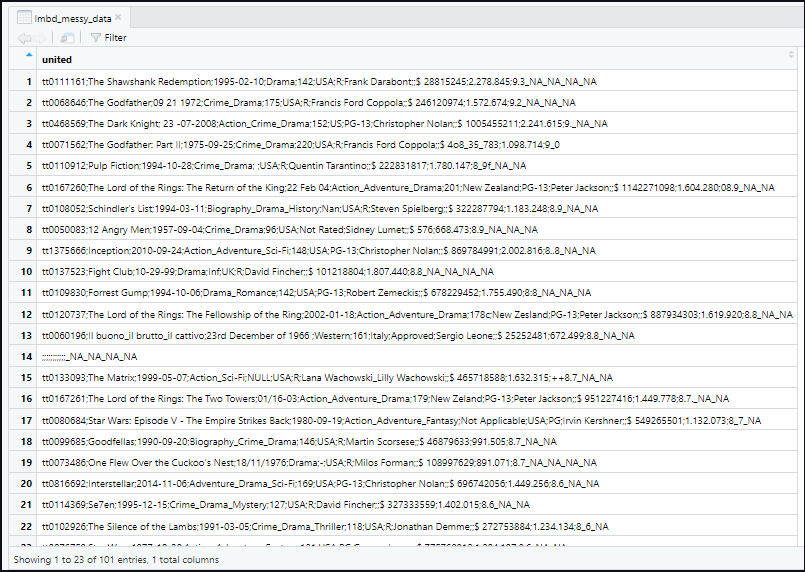 Imbd_messy_data
Filter
united
1 tt0111161;The Shawshank Redemption;1995-02-10;Drama;142;USA;R;Frank Darabont;;$ 28815245;2.278.845;9.3_NA_NA_NA_NA
2 tt0068646;The Godfather;09 21 1972;Crime_Drama;175;USA;R;Francis Ford Coppola;;$ 246120974;1.572.674;9.2_NA_NA_NA
3 tt0468569;The Dark Knight; 23 -07-2008;Action_Crime_Drama;152;US;PG-13;Christopher Nolan;;$ 1005455211;2.241.615;9._NA_NA
4 tt0071562;The Godfather: Part II;1975-09-25;Crime_Drama;220;USA;R;Francis Ford Coppola;;$ 4o8_35_783;1.098.714;9_0
5 tt0110912;Pulp Fiction;1994-10-28;Crime_Drama; ;USA;R;Quentin Tarantino;;$ 222831817;1.780.147;8_9f_NA_NA
6 tt0167260;The Lord of the Rings: The Return of the King;22 Feb 04;Action_Adventure_Drama;201;New Zealand;PG-13;Peter Jackson;;$ 1142271098;1.604.280;08.9_NA_NA
7 tt0108052;Schindler's List;1994-03-11;Biography_Drama_History;Nan;USA;R;Steven Spielberg;;$ 322287794;1.183.248;8.9_NA_NA
8 tt0050083;12 Angry Men;1957-09-04;Crime_Drama;96;USA;Not Rated;Sidney Lumet;;$ 576;668.473;8.9_NA_NA_NA
9 tt1375666;Inception;2010-09-24;Action_Adventure_Sci-Fi;148;USA;PG-13;Christopher Nolan;;$ 869784991;2.002.816;8..8_NA_NA
10 tt0137523;Fight Club;10-29-99;Drama;Inf;UK;R;David Fincher;;$ 101218804;1.807.440;8.8_NA_NA_NA_NA
11 tt0109830;Forrest Gump;1994-10-06;Drama_Romance;142;USA;PG-13;Robert Zemeckis;;$ 678229452;1.755.490;8:8_NA_NA
12 tt0120737;The Lord of the Rings: The Fellowship of the Ring;2002-01-18;Action_Adventure_Drama;178c;New Zesland;PG-13;Peter Jackson;;$ 887934303;1.619.920;8.8_NA_NA
13 tt0060196;Il buono_il brutto_il cattivo;23rd December of 1966 ;Western;161;Italy;Approved;Sergio Leone;;$ 25252481;672.499;8.8_NA_NA
14 ;;;;;;;;;;;;_NA_NA_NA_NA
15 tt0133093;The Matrix;1999-05-07;Action_Sci-Fi;NULL;USA;R;Lana Wachowski_Lilly Wachowski;;$ 465718588;1.632.315;++8.7_NA_NA
16 tt0167261;The Lord of the Rings: The Two Towers;01/16-03;Action_Adventure_Drama;179;New Zeland;PG-13;Peter Jackson;;$ 951227416;1.449.778;8.7._NA_NA
17 tt0080684;Star Wars: Episode V - The Empire Strikes Back;1980-09-19;Action_Adventure_Fantasy;Not Applicable;USA;PG;Irvin Kershner;;$ 549265501;1.132.073;8_7_NA
18 tt0099685;Goodfellas;1990-09-20;Biography_Crime_Drama;146;USA;R;Martin Scorsese;;$ 46879633;991.505;8.7_NA_NA
19 tt0073486;One Flew Over the Cuckoo's Nest;18/11/1976;Drama;-;USA;R;Milos Forman;;$ 108997629;891.071;8.7_NA_NA_NA_NA
20 tt0816692;Interstellar;2014-11-06;Adventure_Drama_Sci-Fi;169;USA;PG-13;Christopher Nolan;;$ 696742056;1.449.256;8.6_NA_NA
21 tt0114369;Se7en;1995-12-15;Crime_Drama_Mystery;127;USA;R;David Fincher;;$ 327333559;1.402.015;8.6_NA_NA
22 tt0102926;The Silence of the Lambs;1991-03-05;Crime_Drama_Thriller;118;USA;R;Jonathan Demme;;$ 272753884;1.234.134;8_6_NA
Showing 1 to 23 of 101 entries, 1 total columns